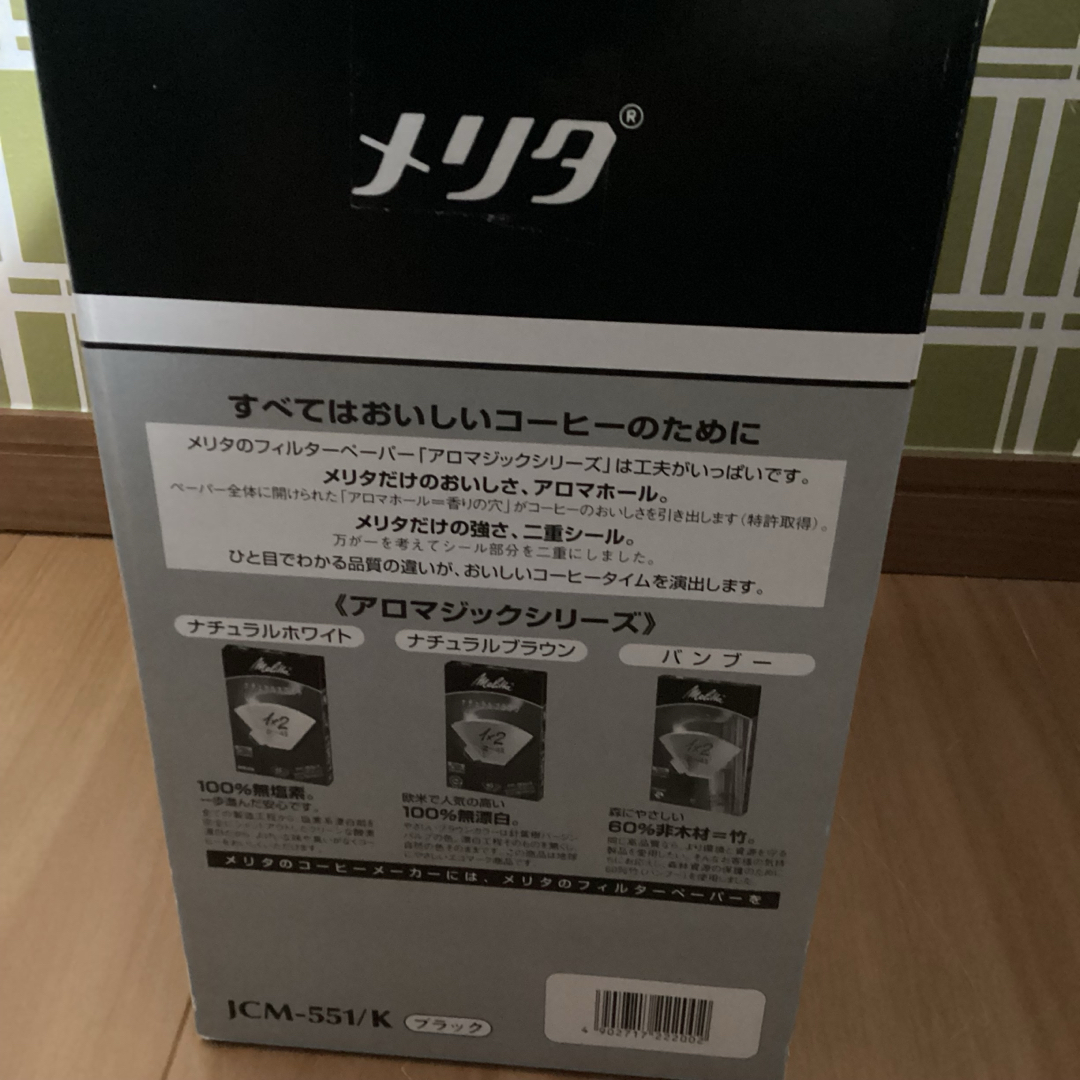 メリタ®
すべてはおいしいコーヒーのために
メリタのフィルターペーパー「アロマジックシリーズ」は工夫がいっぱいです。
メリタだけのおいしさ、アロマホール。
ペーパー全体に開けられた「アロマホール＝香りの穴」がコーヒーのおいしさを引き出します（特許取得）。
メリタだけの強さ、二重シール。
万が一を考えてシール部分を二重にしました。
ひと目でわかる品質の違いが、おいしいコーヒータイムを演出します。
《アロマジックシリーズ》
ナチュラルホワイト
ナチュラルブラウン
バンブー
Melitta
1×2
Melitta
1×2
Melitta
1×2
100%無塩素。
一歩進んだ安心です。
欧米で人気の高い
100%無漂白。
森にやさしい
60%非木材＝竹。
メリタのコーヒーメーカーには、メリタのフィルターペーパーを
JCM-551/K ブラック
4 902717 222002